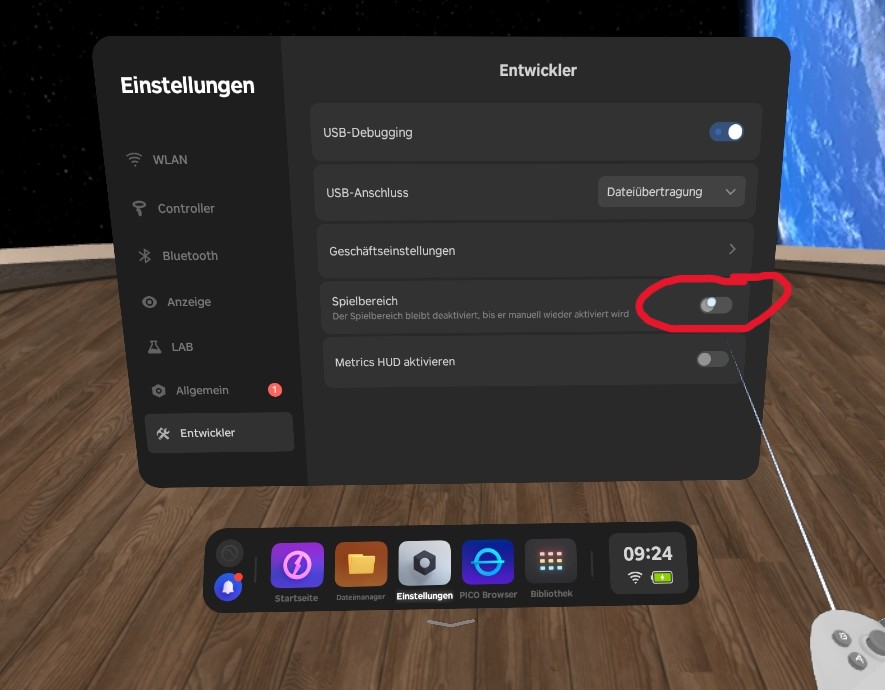 Einstellungen
WLAN
Controller
Bluetooth
Anzeige
LAB
Allgemein
1
Entwickler
Entwickler
USB-Debugging
USB-Anschluss
Dateiübertragung
Geschäftseinstellungen
Spielbereich
Der Spielbereich bleibt deaktiviert, bis er manuell wieder aktiviert wird
Metrics HUD aktivieren
Startseite
Dateimanager
Einstellungen
PICO Browser
Bibliothek
09:24
B
A